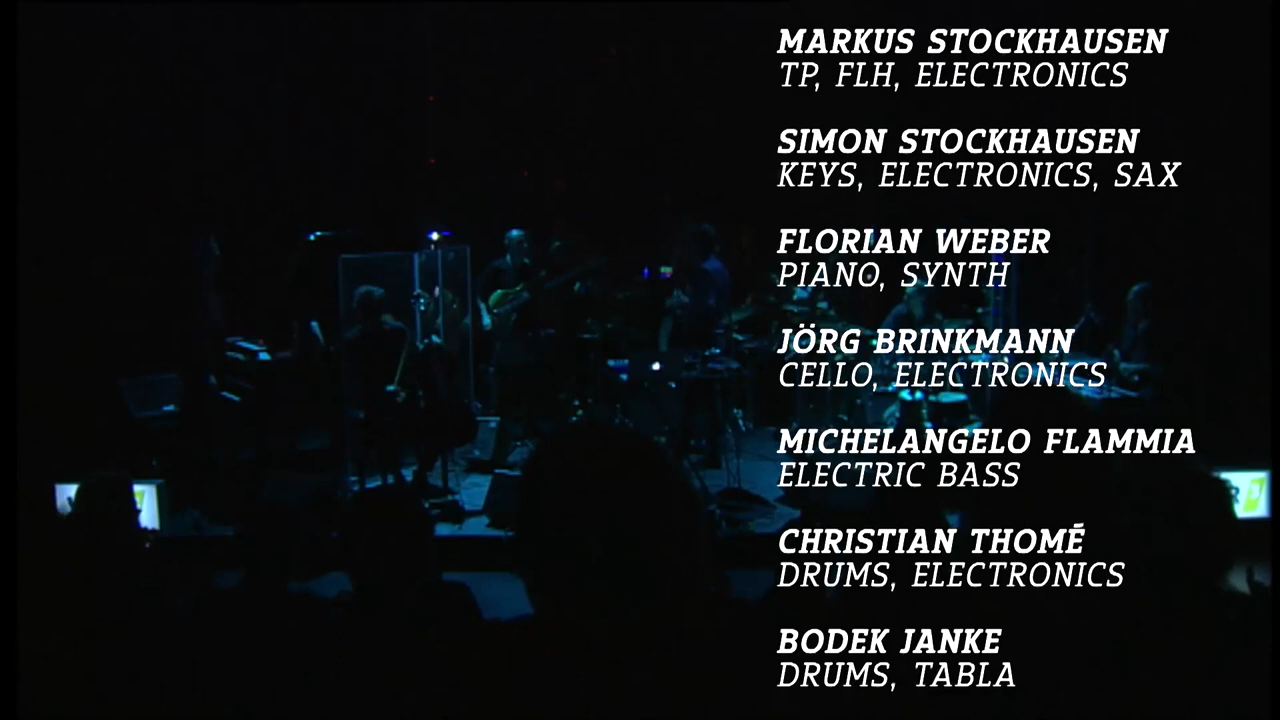 MARKUS STOCKHAUSEN
TP, FLH, ELECTRONICS
SIMON STOCKHAUSEN
KEYS, ELECTRONICS, SAX
FLORIAN WEBER
PIANO, SYNTH
JÖRG BRINKMANN
CELLO, ELECTRONICS
MICHELANGELO FLAMMIA
ELECTRIC BASS
CHRISTIAN THOMÉ
DRUMS, ELECTRONICS
BODEK JANKE
DRUMS, TABLA